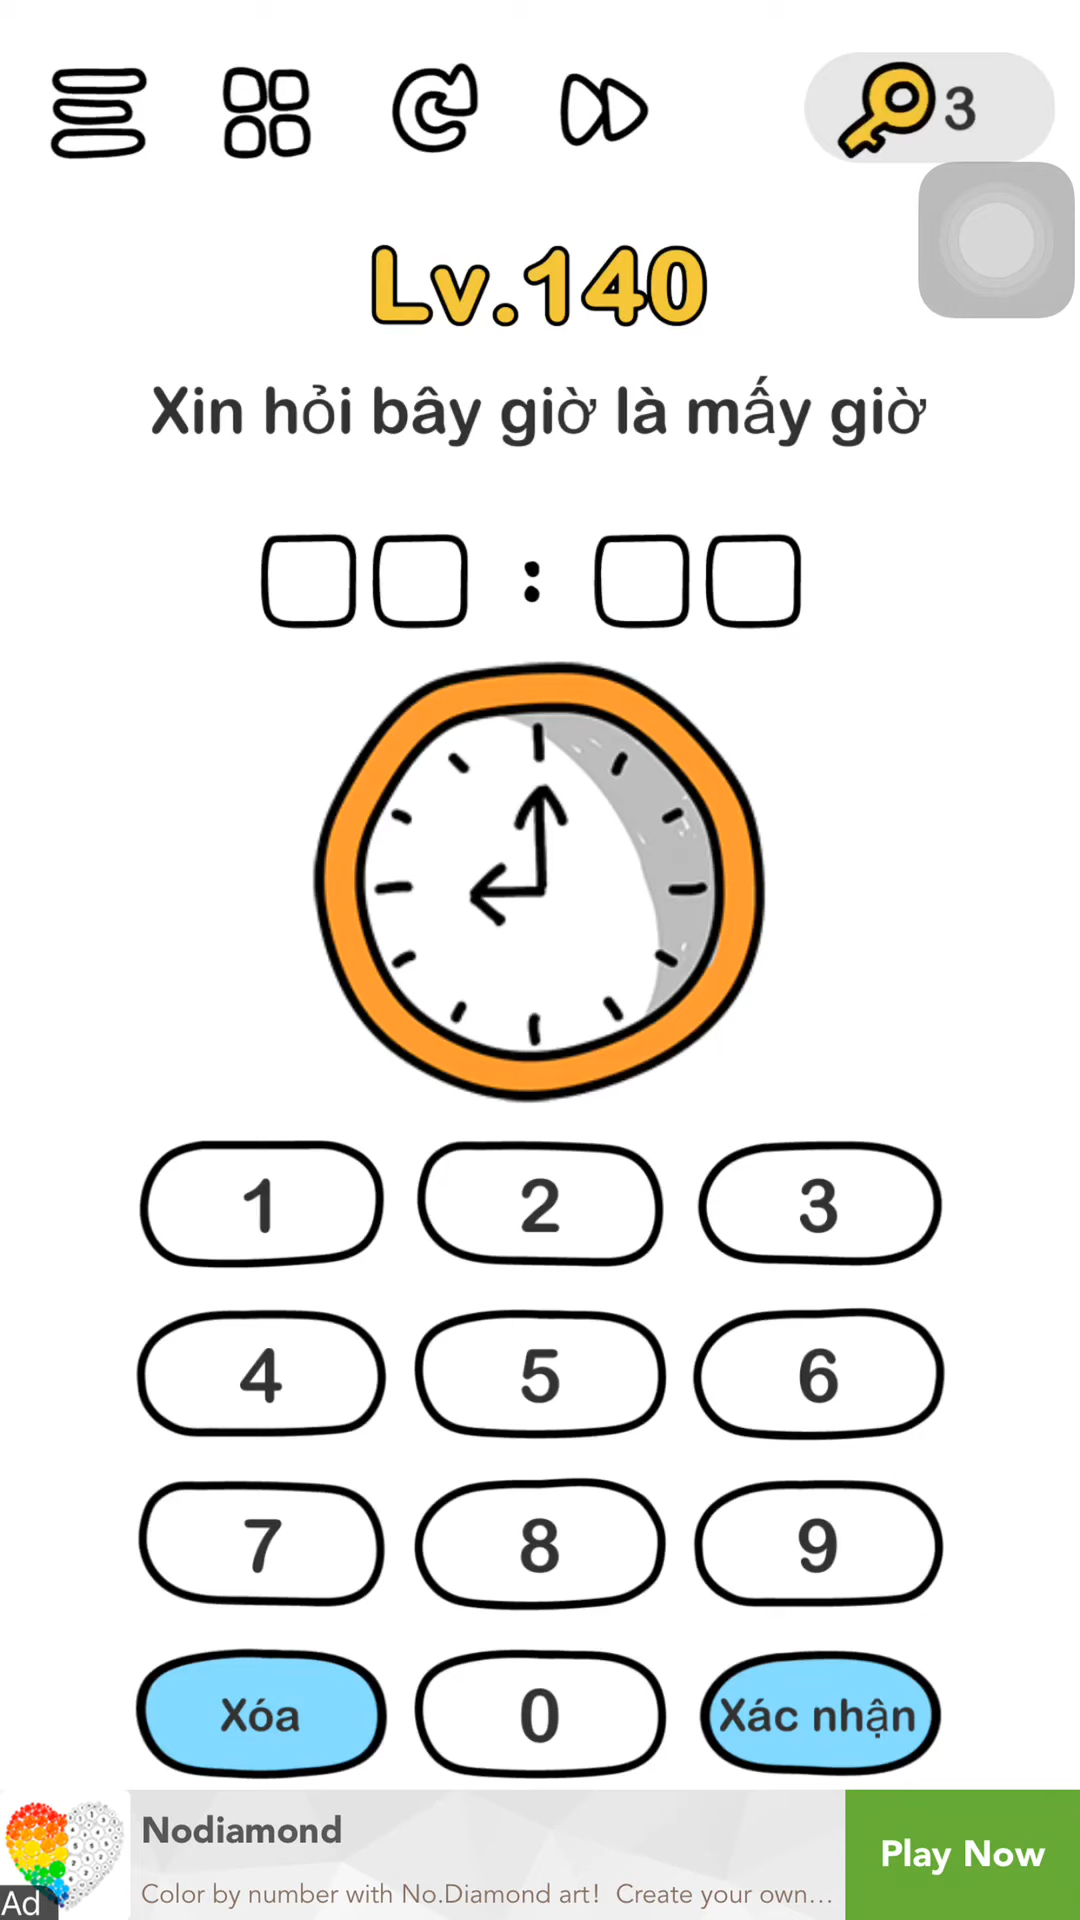 3
Lv.140
Xin hỏi bây giờ là mấy giờ
:
1 2 3
4 5 6
7 8 9
Xóa 0 Xác nhận
Nodiamond
Color by number with No.Diamond art! Create your own...
Play Now
Ad